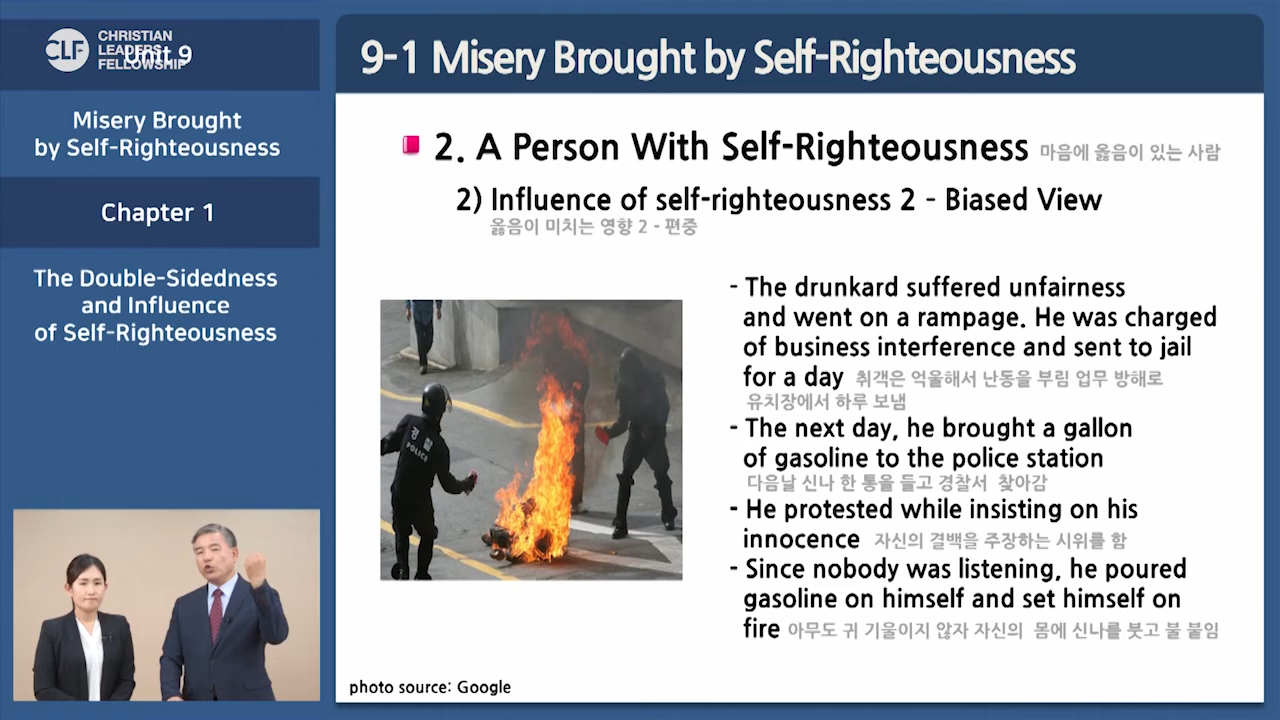 CLF
CHRISTIAN
LEADERS
FELLOWSHIP
Unit 9
Misery Brought
by Self-Righteousness
Chapter 1
The Double-Sidedness
and Influence
of Self-Righteousness
9-1 Misery Brought by Self-Righteousness
2. A Person With Self-Righteousness 마음에 옳음이 있는 사람
2) Influence of self-righteousness 2 - Biased View
옳음이 미치는 영향 2 - 편중
경찰
POLICE
- The drunkard suffered unfairness
and went on a rampage. He was charged
of business interference and sent to jail
for a day 취객은 억울해서 난동을 부림 업무 방해로
유치장에서 하루 보냄
- The next day, he brought a gallon
of gasoline to the police station
다음날 신나 한 통을 들고 경찰서 찾아감
- He protested while insisting on his
innocence 자신의 결백을 주장하는 시위를 함
- Since nobody was listening, he poured
gasoline on himself and set himself on
fire 아무도 귀 기울이지 않자 자신의 몸에 신나를 붓고 불 붙임
photo source: Google